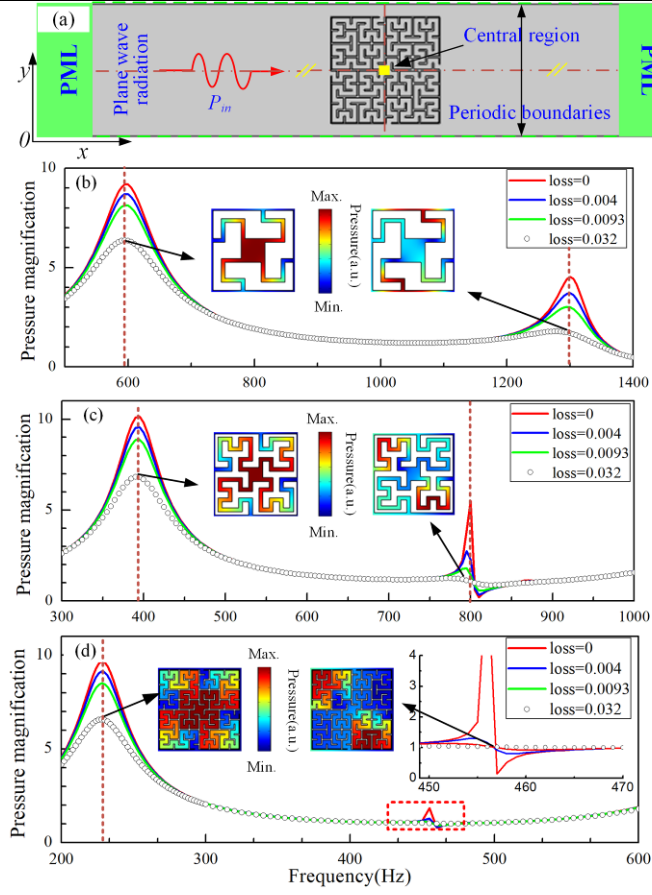 (a)
PML
Plane wave
radiation
P_in
Central region
Periodic boundaries
PML
y
0
x
(b)
Pressure magnification
10
5
0
Max.
Pressure(a.u.)
Min.
loss=0
loss=0.004
loss=0.0093
loss=0.032
600 800 1000 1200 1400
(c)
Pressure magnification
10
5
0
Max.
Pressure(a.u.)
Min.
loss=0
loss=0.004
loss=0.0093
loss=0.032
300 400 500 600 700 800 900 1000
(d)
Pressure magnification
10
5
0
Max.
Pressure(a.u.)
Min.
4
3
2
1
0
450 460 470
loss=0
loss=0.004
loss=0.0093
loss=0.032
200 300 400 500 600
Frequency(Hz)